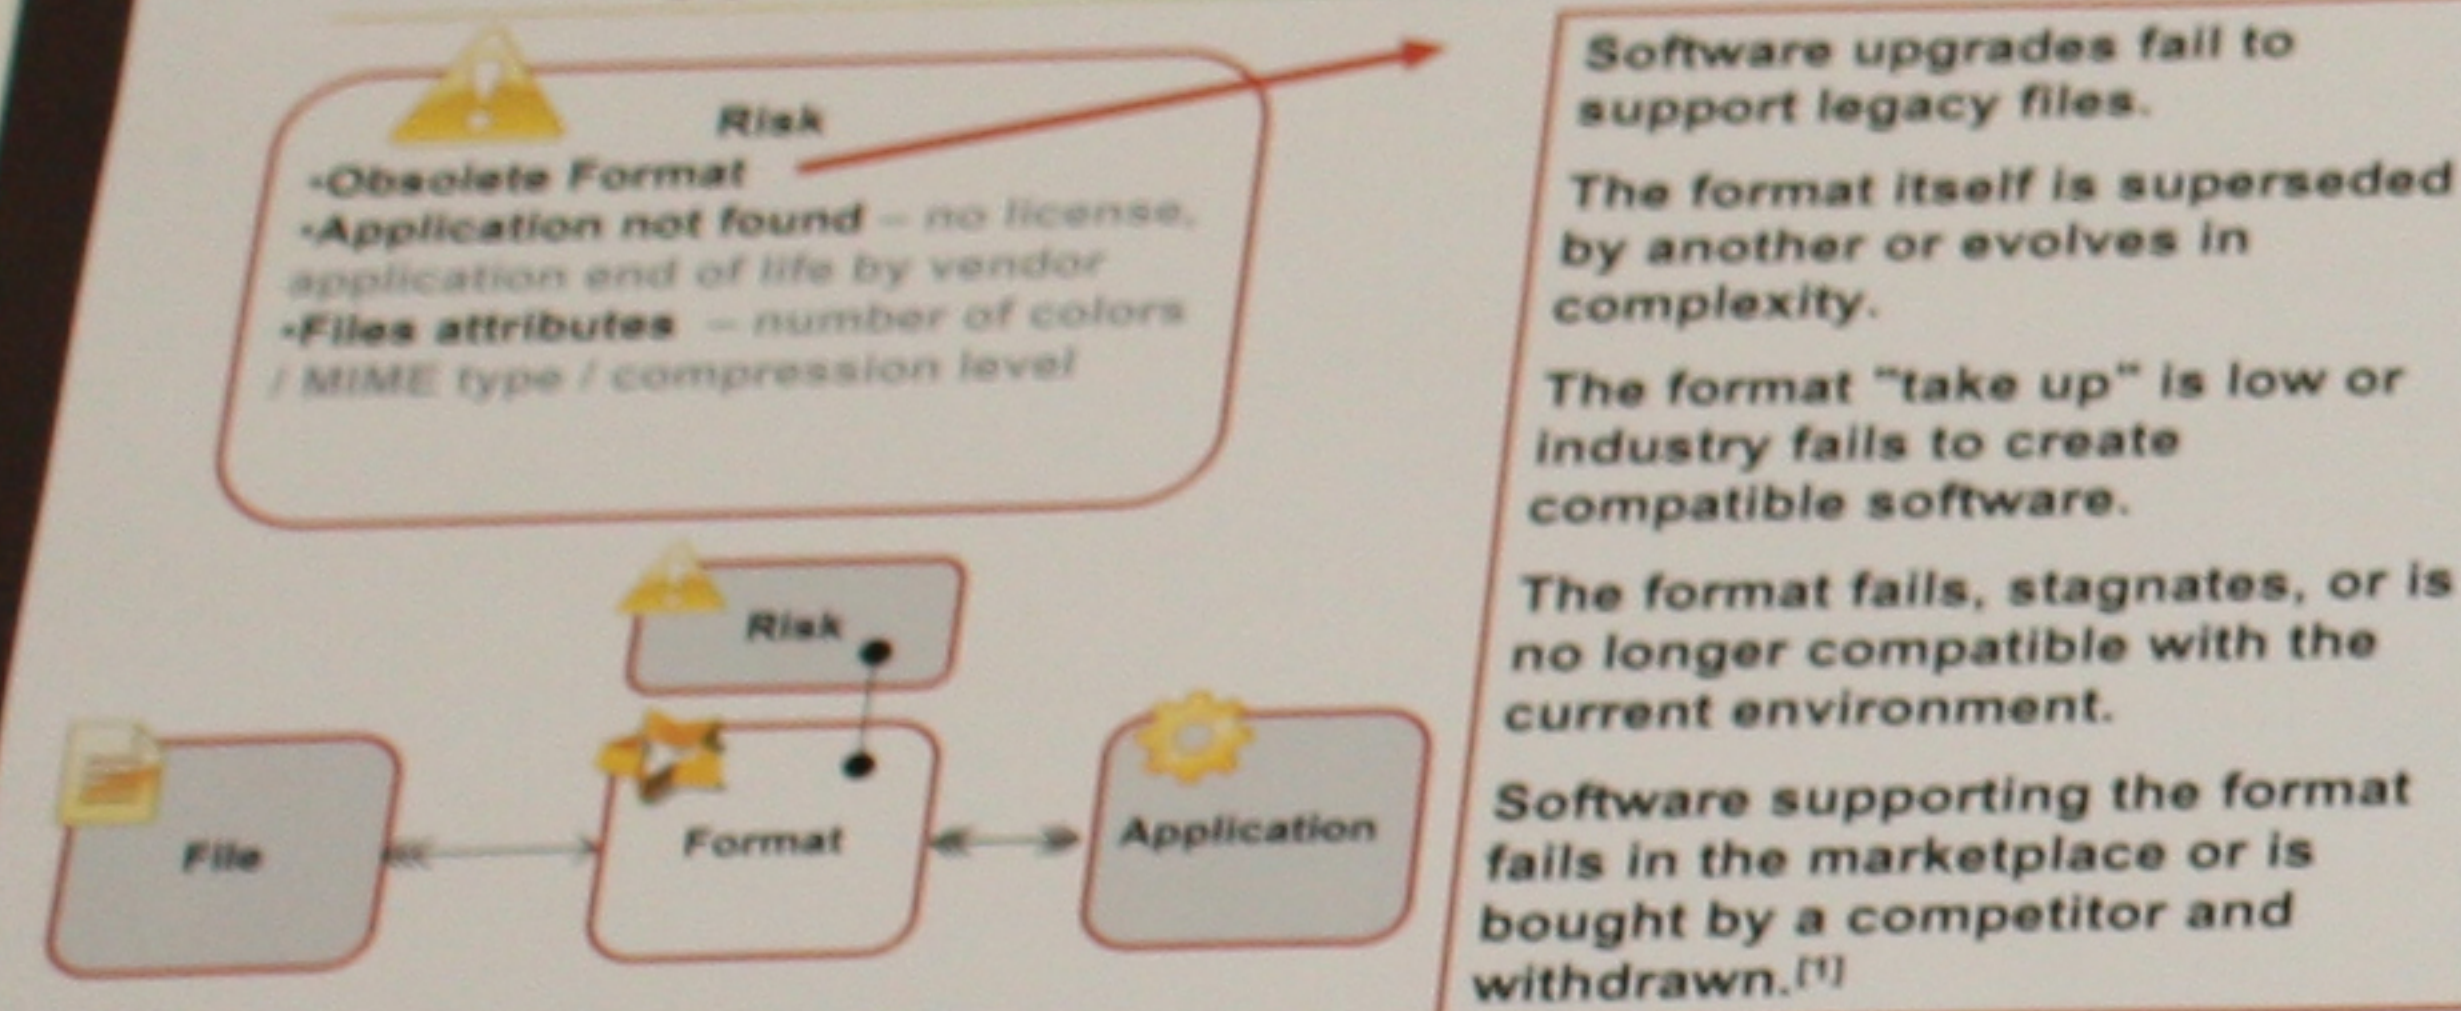 Risk
•Obsolete Format
•Application not found – no license,
application end of life by vendor
•Files attributes – number of colors
/ MIME type / compression level
Risk
File
Format
Application
Software upgrades fail to
support legacy files.
The format itself is superseded
by another or evolves in
complexity.
The format "take up" is low or
industry fails to create
compatible software.
The format fails, stagnates, or is
no longer compatible with the
current environment.
Software supporting the format
fails in the marketplace or is
bought by a competitor and
withdrawn.[1]